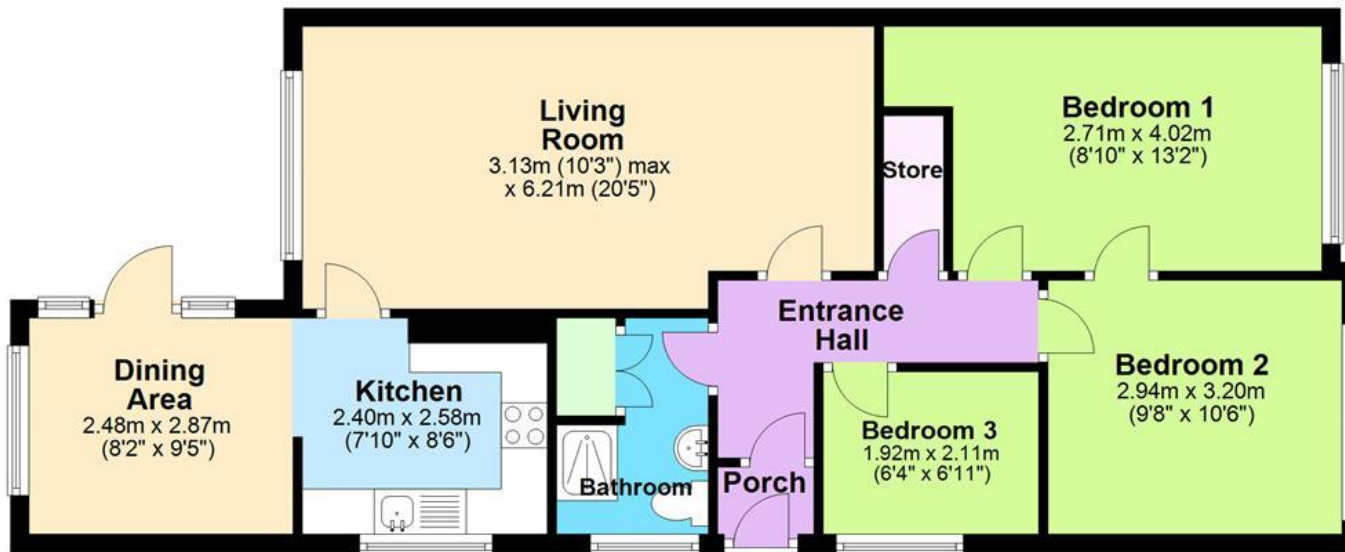 Living
Room
3.13m (10'3") max
x 6.21m (20'5")
Bedroom 1
2.71m x 4.02m
(8'10" x 13'2")
Store
Entrance
Hall
Dining
Area
2.48m x 2.87m
(8'2" x 9'5")
Kitchen
2.40m x 2.58m
(7'10" x 8'6")
Bathroom
Porch
Bedroom 3
1.92m x 2.11m
(6'4" x 6'11")
Bedroom 2
2.94m x 3.20m
(9'8" x 10'6")